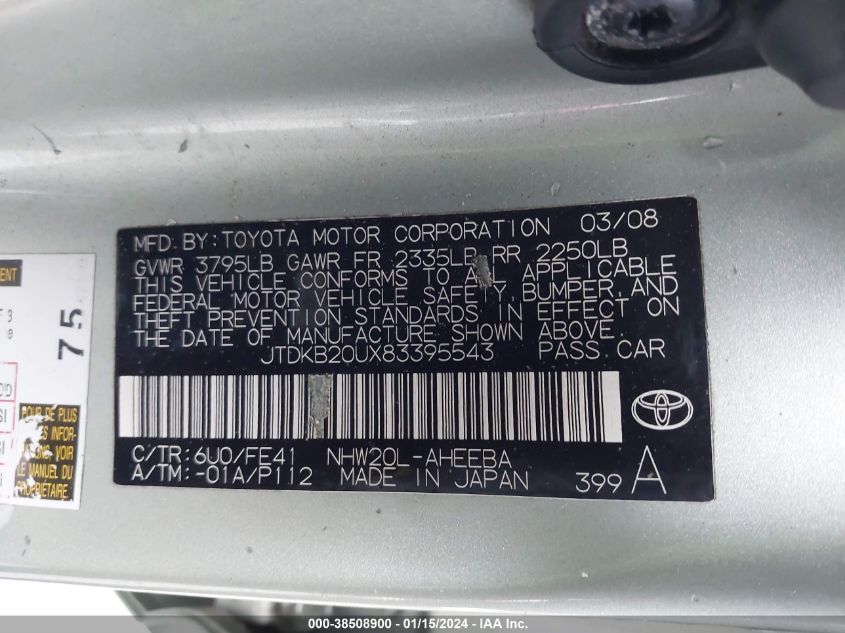 MFD. BY: TOYOTA MOTOR CORPORATION 03/08
GVWR 3795LB GAWR FR 2335LB RR 2250LB
THIS VEHICLE CONFORMS TO ALL APPLICABLE
FEDERAL MOTOR VEHICLE SAFETY, BUMPER, AND
THEFT PREVENTION STANDARDS IN EFFECT ON
THE DATE OF MANUFACTURE SHOWN ABOVE.
JTDKB20UX83395543 PASS. CAR
C/TR: 6U0/FE41 NHW20L-AHEEBA
A/TM: -01A/P112 MADE IN JAPAN 399 A
75
POUR DE PLUS
LE MANUEL DU
PROPRIÉTAIRE.
000-38508900 - 01/15/2024 - IAA Inc.